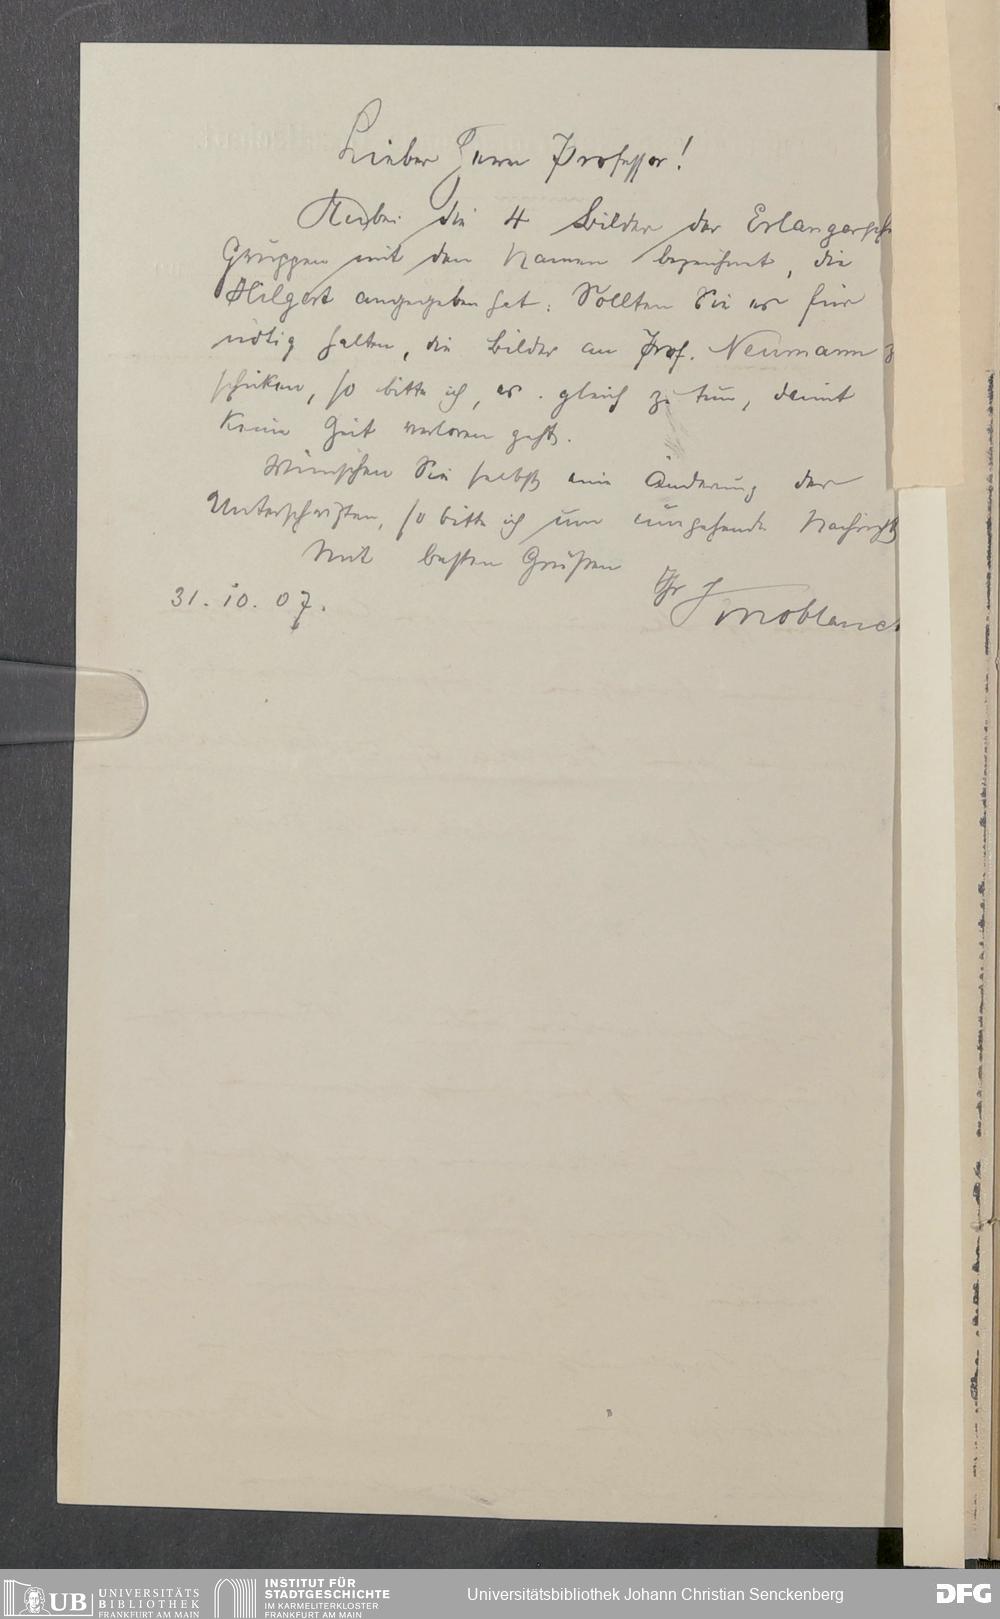 Lieber Herr Professor!
Anbei die 4 Bilder der Erlangersche
Gruppen mit den Namen bezeichnet, die
Hilgert angegeben hat. Sollten Sie es für
nötig halten, die Bilder an Prof. Neumann z
schicken, so bitte ich, es gleich zu tun, damit
keine Zeit verloren geht.
Wünschen Sie selbst eine Änderung der
Unterschriften, so bitte ich um umgehende Nachricht
Mit besten Grüßen
31. 10. 07.
Ihr
UB UNIVERSITÄTS
BIBLIOTHEK
FRANKFURT AM MAIN
INSTITUT FÜR
STADTGESCHICHTE
IM KARMELITERKLOSTER
FRANKFURT AM MAIN
Universitätsbibliothek Johann Christian Senckenberg
DFG